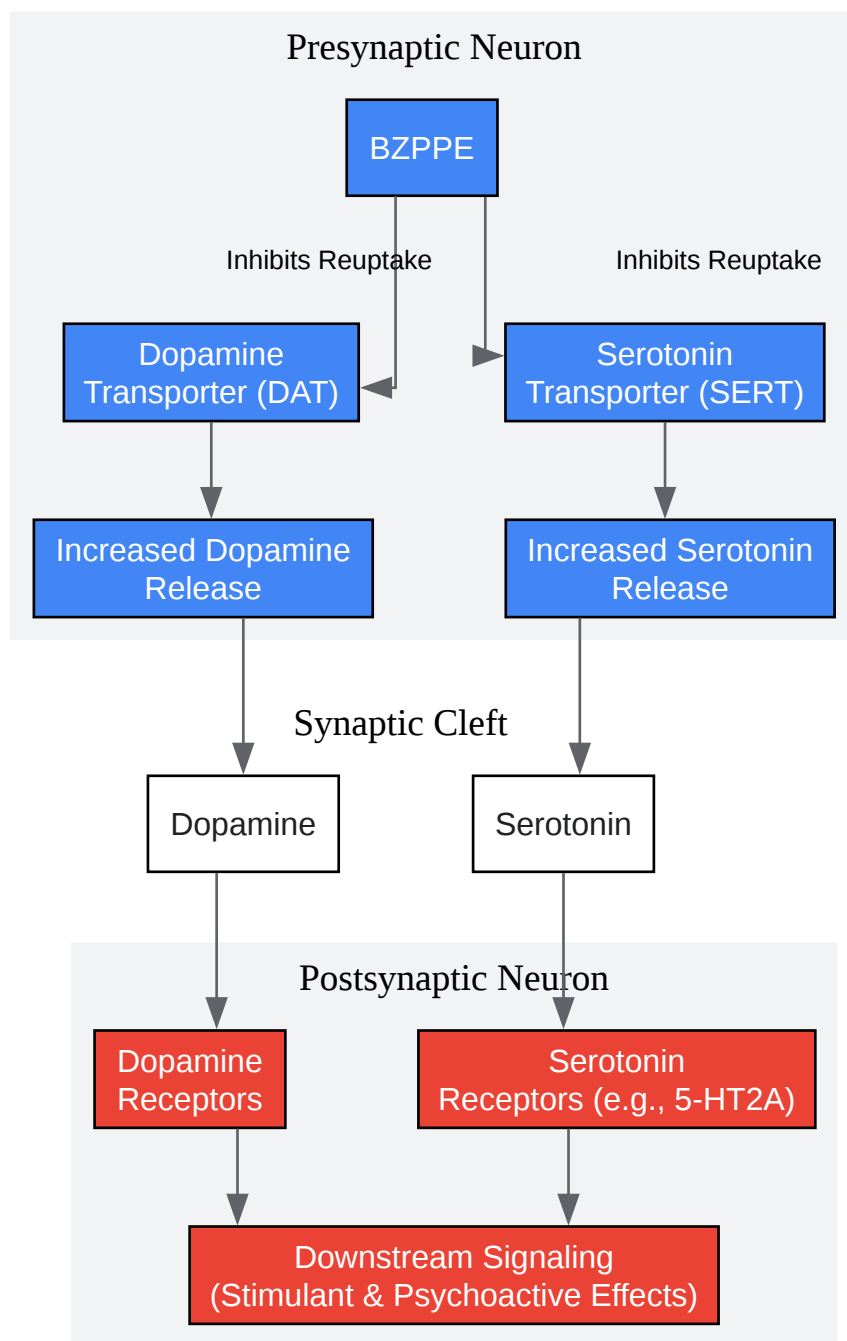 Presynaptic Neuron
BZPPE
Inhibits Reuptake
Inhibits Reuptake
Dopamine
Transporter (DAT)
Serotonin
Transporter (SERT)
Increased Dopamine
Release
Increased Serotonin
Release
Synaptic Cleft
Dopamine
Serotonin
Postsynaptic Neuron
Dopamine
Receptors
Serotonin
Receptors (e.g., 5-HT2A)
Downstream Signaling
(Stimulant & Psychoactive Effects)